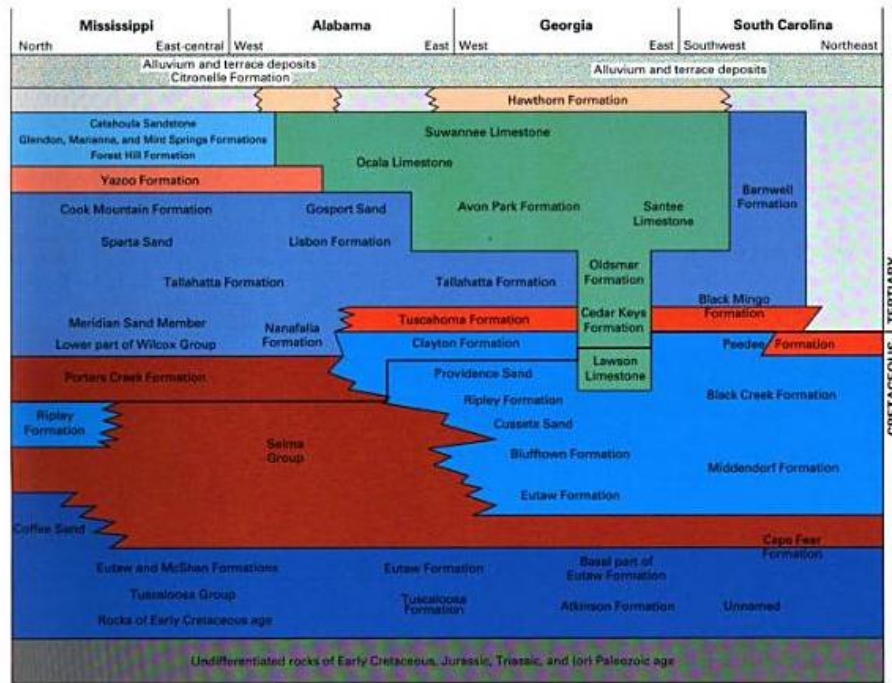 Mississippi Alabama Georgia South Carolina
North East-central West East West East Southwest Northeast
Alluvium and terrace deposits
Citronelle Formation
Alluvium and terrace deposits
Hawthorn Formation
Catahoula Sandstone
Glendon, Marianna, and Mint Springs Formations
Forest Hill Formation
Suwannee Limestone
Ocala Limestone
Yazoo Formation
Barnwell
Formation
Cook Mountain Formation
Gosport Sand
Avon Park Formation
Santee
Limestone
Sparta Sand
Lisbon Formation
Oldsmar
Formation
Tallahatta Formation
Tallahatta Formation
Black Mingo
Formation
Meridian Sand Member
Nanafalia
Formation
Tuscahoma Formation
Cedar Keys
Formation
Lower part of Wilcox Group
Clayton Formation
Peedee Formation
Porters Creek Formation
Providence Sand
Lawson
Limestone
Ripley
Formation
Ripley Formation
Black Creek Formation
Cusseta Sand
Selma
Group
Blufftown Formation
Middendorf Formation
Eutaw Formation
Coffee Sand
Cape Fear
Formation
Eutaw and McShan Formations
Eutaw Formation
Basal part of
Eutaw Formation
Tuscaloosa Group
Tuscaloosa
Formation
Atkinson Formation
Unnamed
Rocks of Early Cretaceous age
Undifferentiated rocks of Early Cretaceous, Jurassic, Triassic, and (or) Paleozoic age
CRETACEOUS TERTIARY